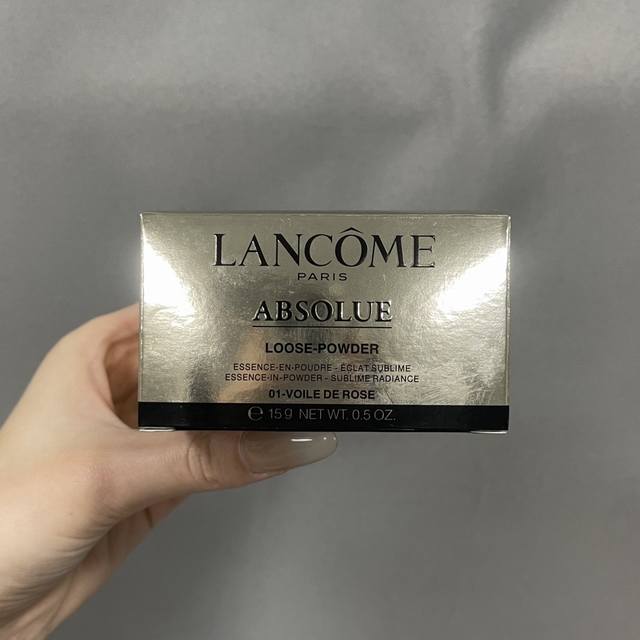 LANCÔME
PARIS
ABSOLUE
LOOSE-POWDER
ESSENCE-EN-POUDRE - ÉCLAT SUBLIME
ESSENCE-IN-POWDER - SUBLIME RADIANCE
01-VOILE DE ROSE
℮ 15 g NET WT. 0.5 OZ.